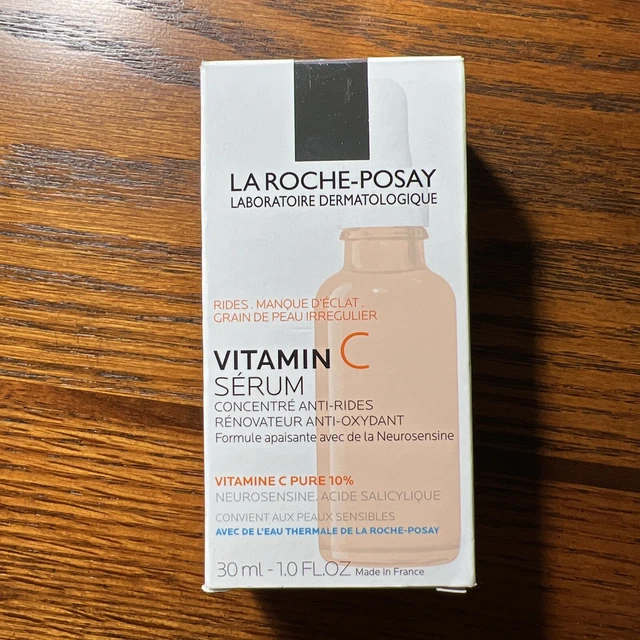 LA ROCHE-POSAY
LABORATOIRE DERMATOLOGIQUE
RIDES . MANQUE D'ÉCLAT .
GRAIN DE PEAU IRREGULIER
VITAMIN C
SÉRUM
CONCENTRÉ ANTI-RIDES
RÉNOVATEUR ANTI-OXYDANT
Formule apaisante avec de la Neurosensine
VITAMINE C PURE 10%
NEUROSENSINE, ACIDE SALICYLIQUE
CONVIENT AUX PEAUX SENSIBLES
AVEC DE L'EAU THERMALE DE LA ROCHE-POSAY
30 ml - 1.0 FL.OZ Made in France